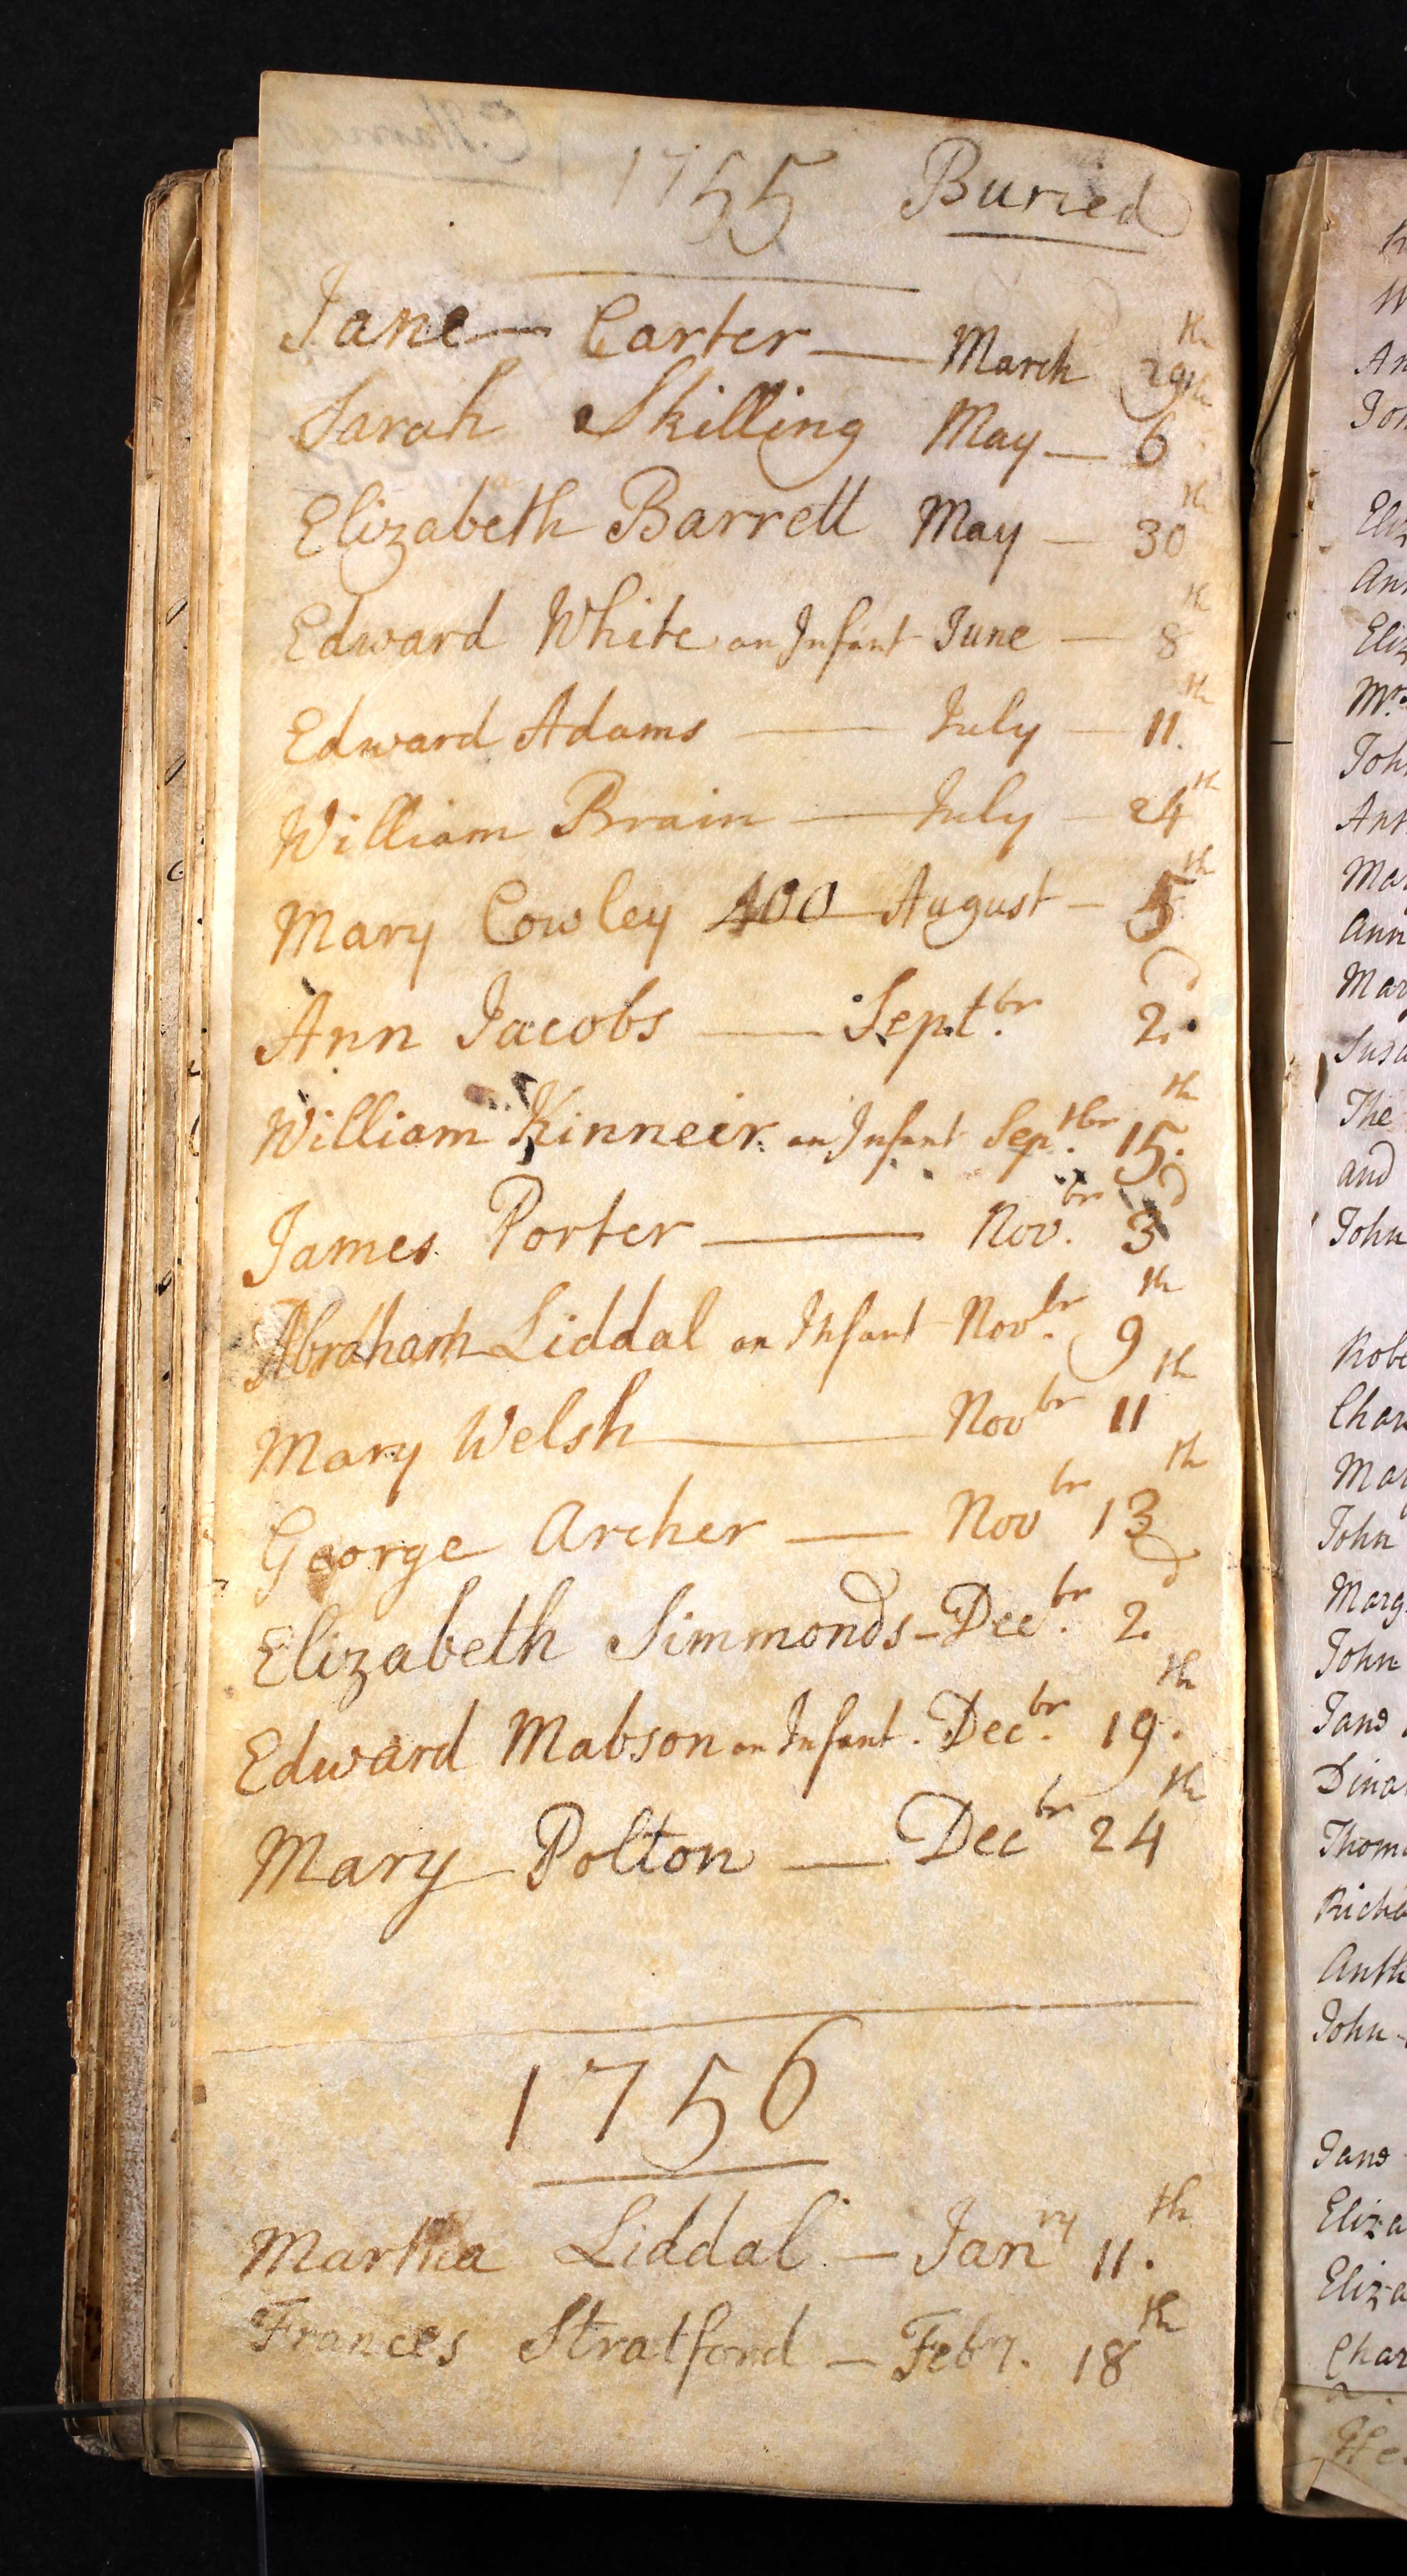 1755 Buried
Jane — Carter — March 29th
Sarah Skilling May — 6th
Elizabeth Barrett May — 30th
Edward White an Infant June — 8th
Edward Adams — July — 11th
William Brain — July — 24th
Mary Cowley 400 August — 5th
Ann Jacobs — Septbr. 2d
William Kinneir an Infant Septbr. 15th
James Porter — Novbr. 3d
Abraham Liddal an Infant Novbr. 9th
Mary Welsh — Novbr 11th
George Archer — Novbr 13th
Elizabeth Simmonds — Decbr. 2d
Edward Mabson an Infant. Decbr. 19th
Mary Polton — Decbr 24th
1756
Martha Liddal — Janry 11th
Frances Stratford — Febry. 18th